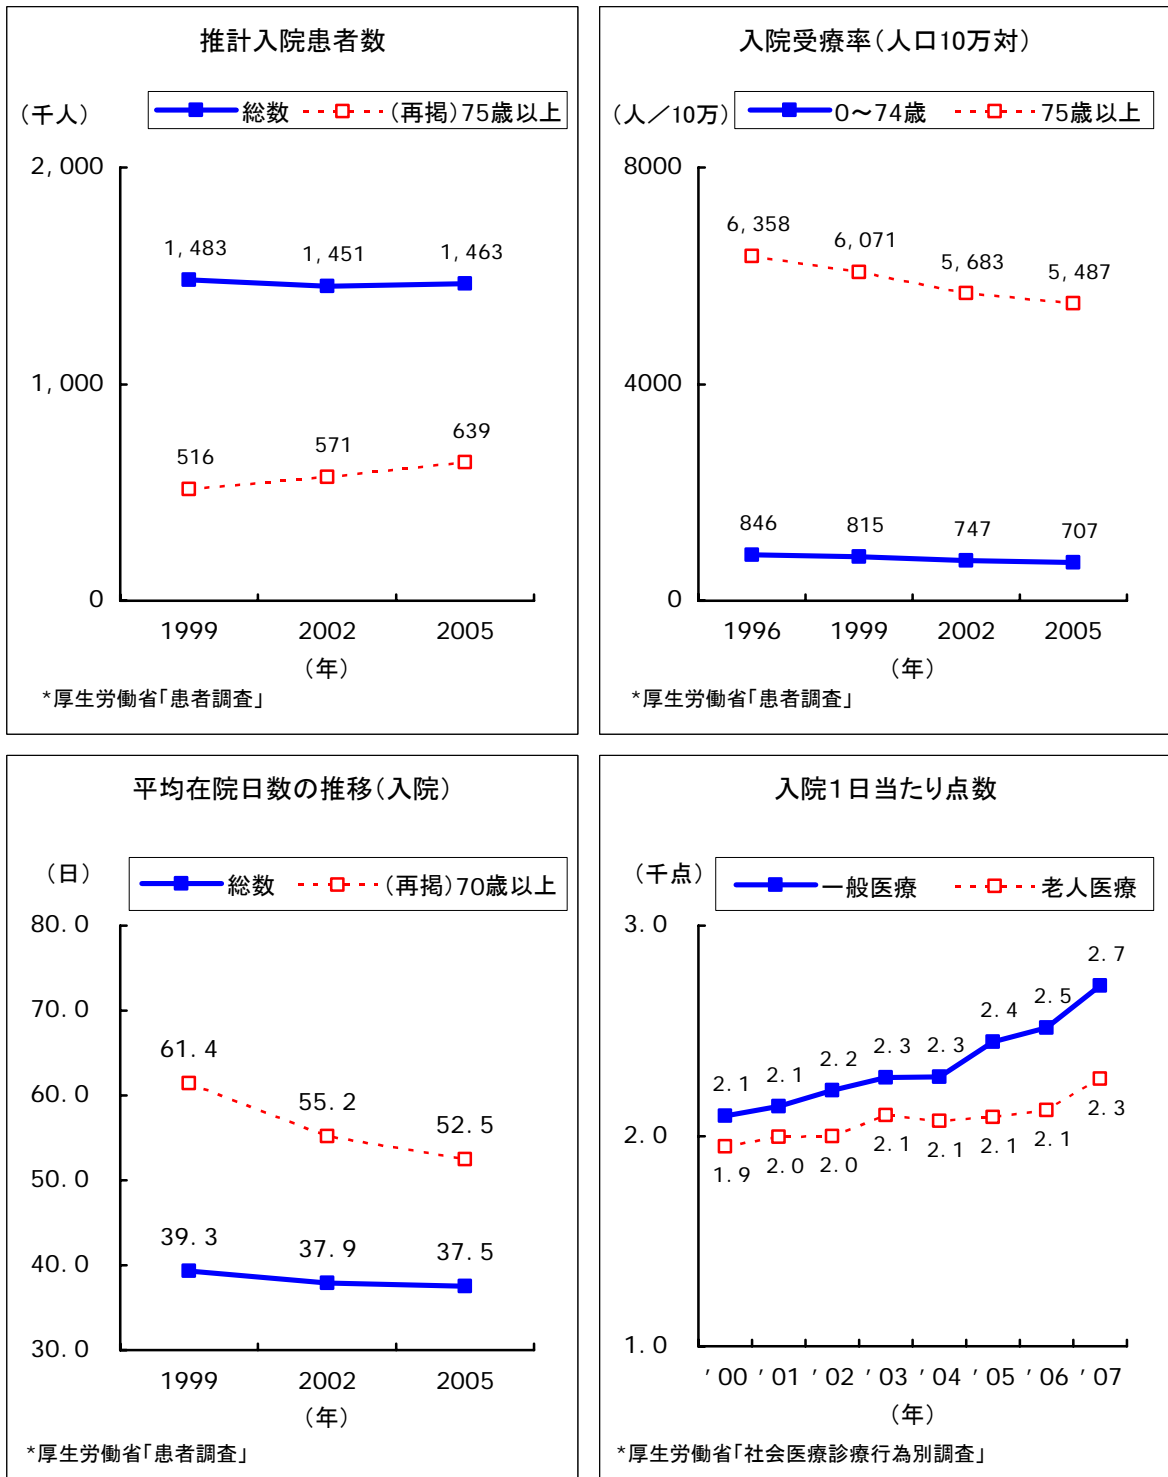 推計入院患者数
（千人）
総数 （再掲）75歳以上
2,000
1,000
0
1,483 1,451 1,463
516 571 639
1999 2002 2005
（年）
*厚生労働省「患者調査」
入院受療率（人口10万対）
（人／10万）
0～74歳 75歳以上
8000
4000
0
6,358 6,071 5,683 5,487
846 815 747 707
1996 1999 2002 2005
（年）
*厚生労働省「患者調査」
平均在院日数の推移（入院）
（日）
総数 （再掲）70歳以上
80.0
70.0
60.0
50.0
40.0
30.0
61.4 55.2 52.5
39.3 37.9 37.5
1999 2002 2005
（年）
*厚生労働省「患者調査」
入院１日当たり点数
（千点）
一般医療 老人医療
3.0
2.0
1.0
2.1 2.1 2.2 2.3 2.3 2.4 2.5 2.7
1.9 2.0 2.0 2.1 2.1 2.1 2.1 2.3
'00 '01 '02 '03 '04 '05 '06 '07
（年）
*厚生労働省「社会医療診療行為別調査」